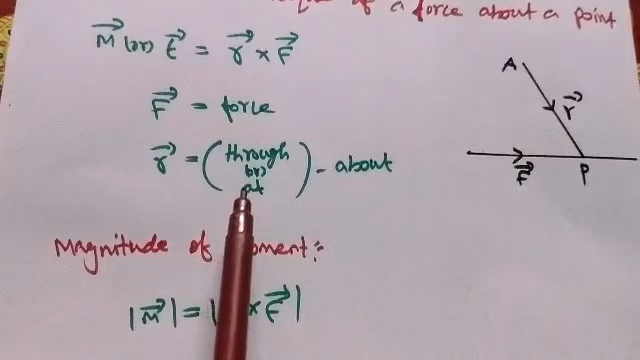 of a force about a point
M⃗ (or) t⃗ = r⃗ × F⃗
F⃗ = force
r⃗ = (through (or) at) - about
A
r⃗
F⃗
P
Magnitude of moment:-
|M⃗| = | × F⃗|